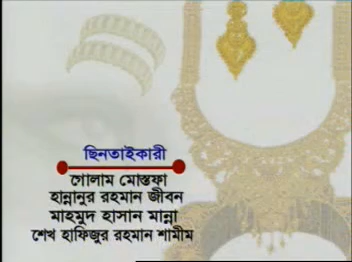 ছিনতাইকারী
গোলাম মোস্তফা
হান্নানুর রহমান জীবন
মাহমুদ হাসান মান্না
শেখ হাফিজুর রহমান শামীম